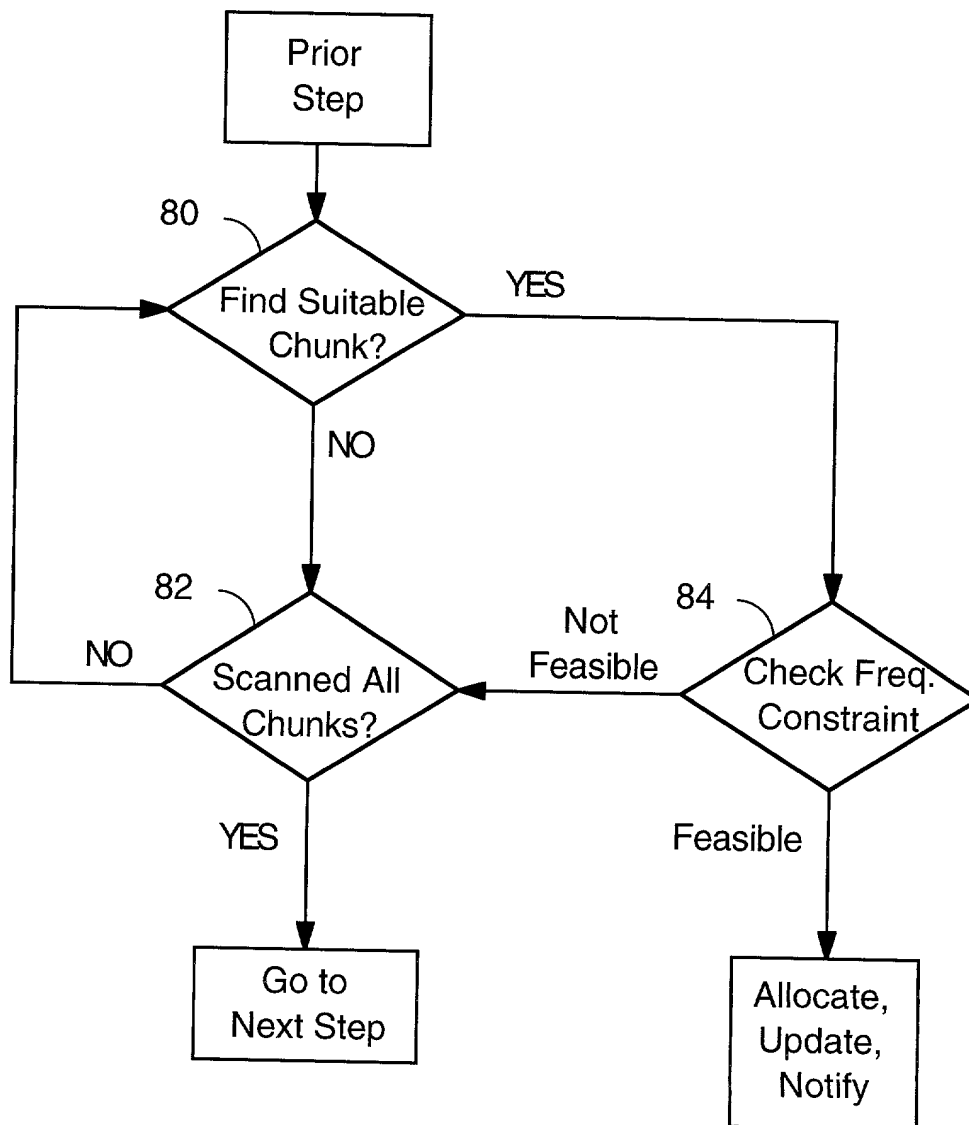 Prior
Step
80
YES
Find Suitable
Chunk?
NO
82
84
Not
Feasible
NO
Scanned All
Chunks?
Check Freq.
Constraint
YES
Feasible
Go to
Next Step
Allocate,
Update,
Notify